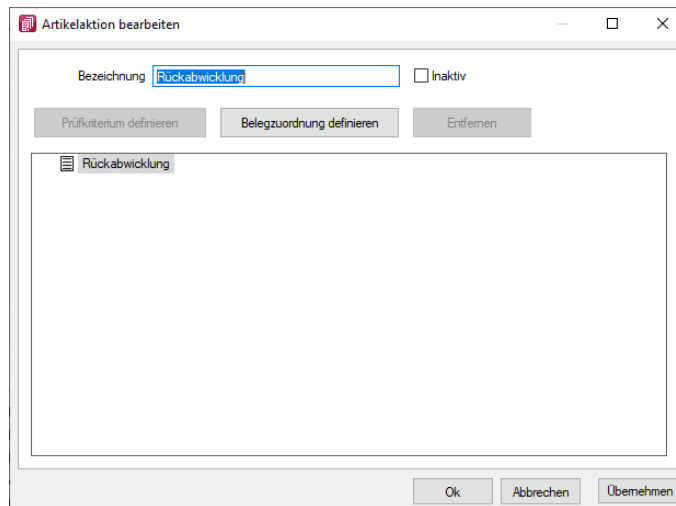 Artikelaktion bearbeiten
Bezeichnung Rückabwicklung Inaktiv
Prüfkriterium definieren Belegzuordnung definieren Entfernen
Rückabwicklung
Ok Abbrechen Übernehmen